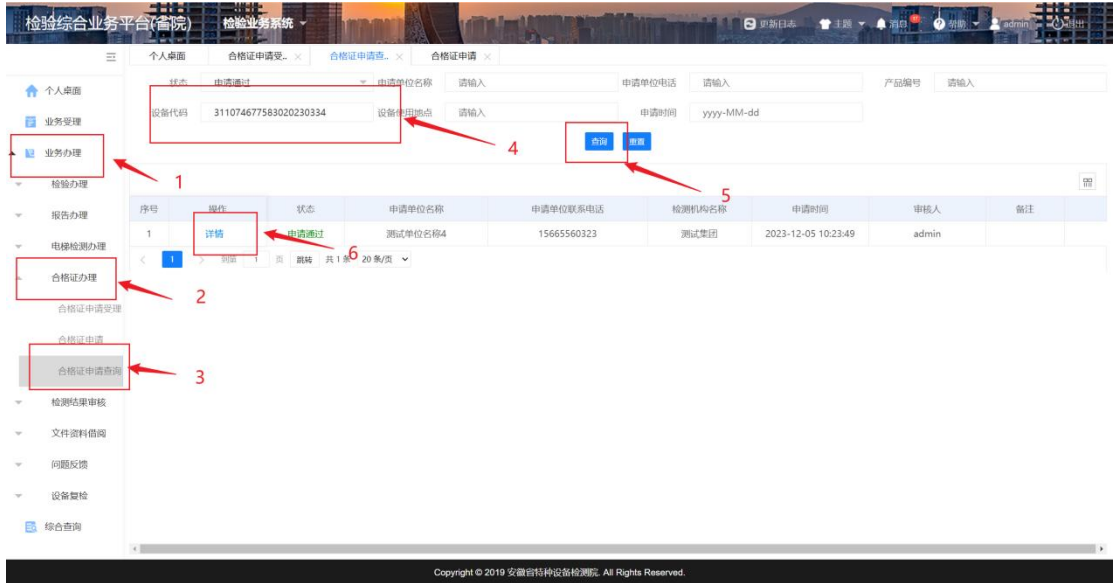 检验综合业务平台(省院) 检验业务系统 更新日志 主题 消息 帮助 admin 退出
个人桌面 合格证申请受.. × 合格证申请查.. × 合格证申请 ×
个人桌面
业务受理
业务办理
检验办理
报告办理
电梯检测办理
合格证办理
合格证申请受理
合格证申请
合格证申请查询
检测结果审核
文件资料借阅
问题反馈
设备复检
综合查询
状态 申请通过 申请单位名称 请输入 申请单位电话 请输入 产品编号 请输入
设备代码 311074677583020230334 设备使用地点 请输入 申请时间 yyyy-MM-dd
查询 重置
序号 操作 状态 申请单位名称 申请单位联系电话 检测机构名称 申请时间 审核人 备注
1 详情 申请通过 测试单位名称4 15665560323 测试集团 2023-12-05 10:23:49 admin
< 1 > 到第 1 页 跳转 共 1 条 20 条/页
1
2
3
4
5
6
Copyright © 2019 安徽省特种设备检测院. All Rights Reserved.